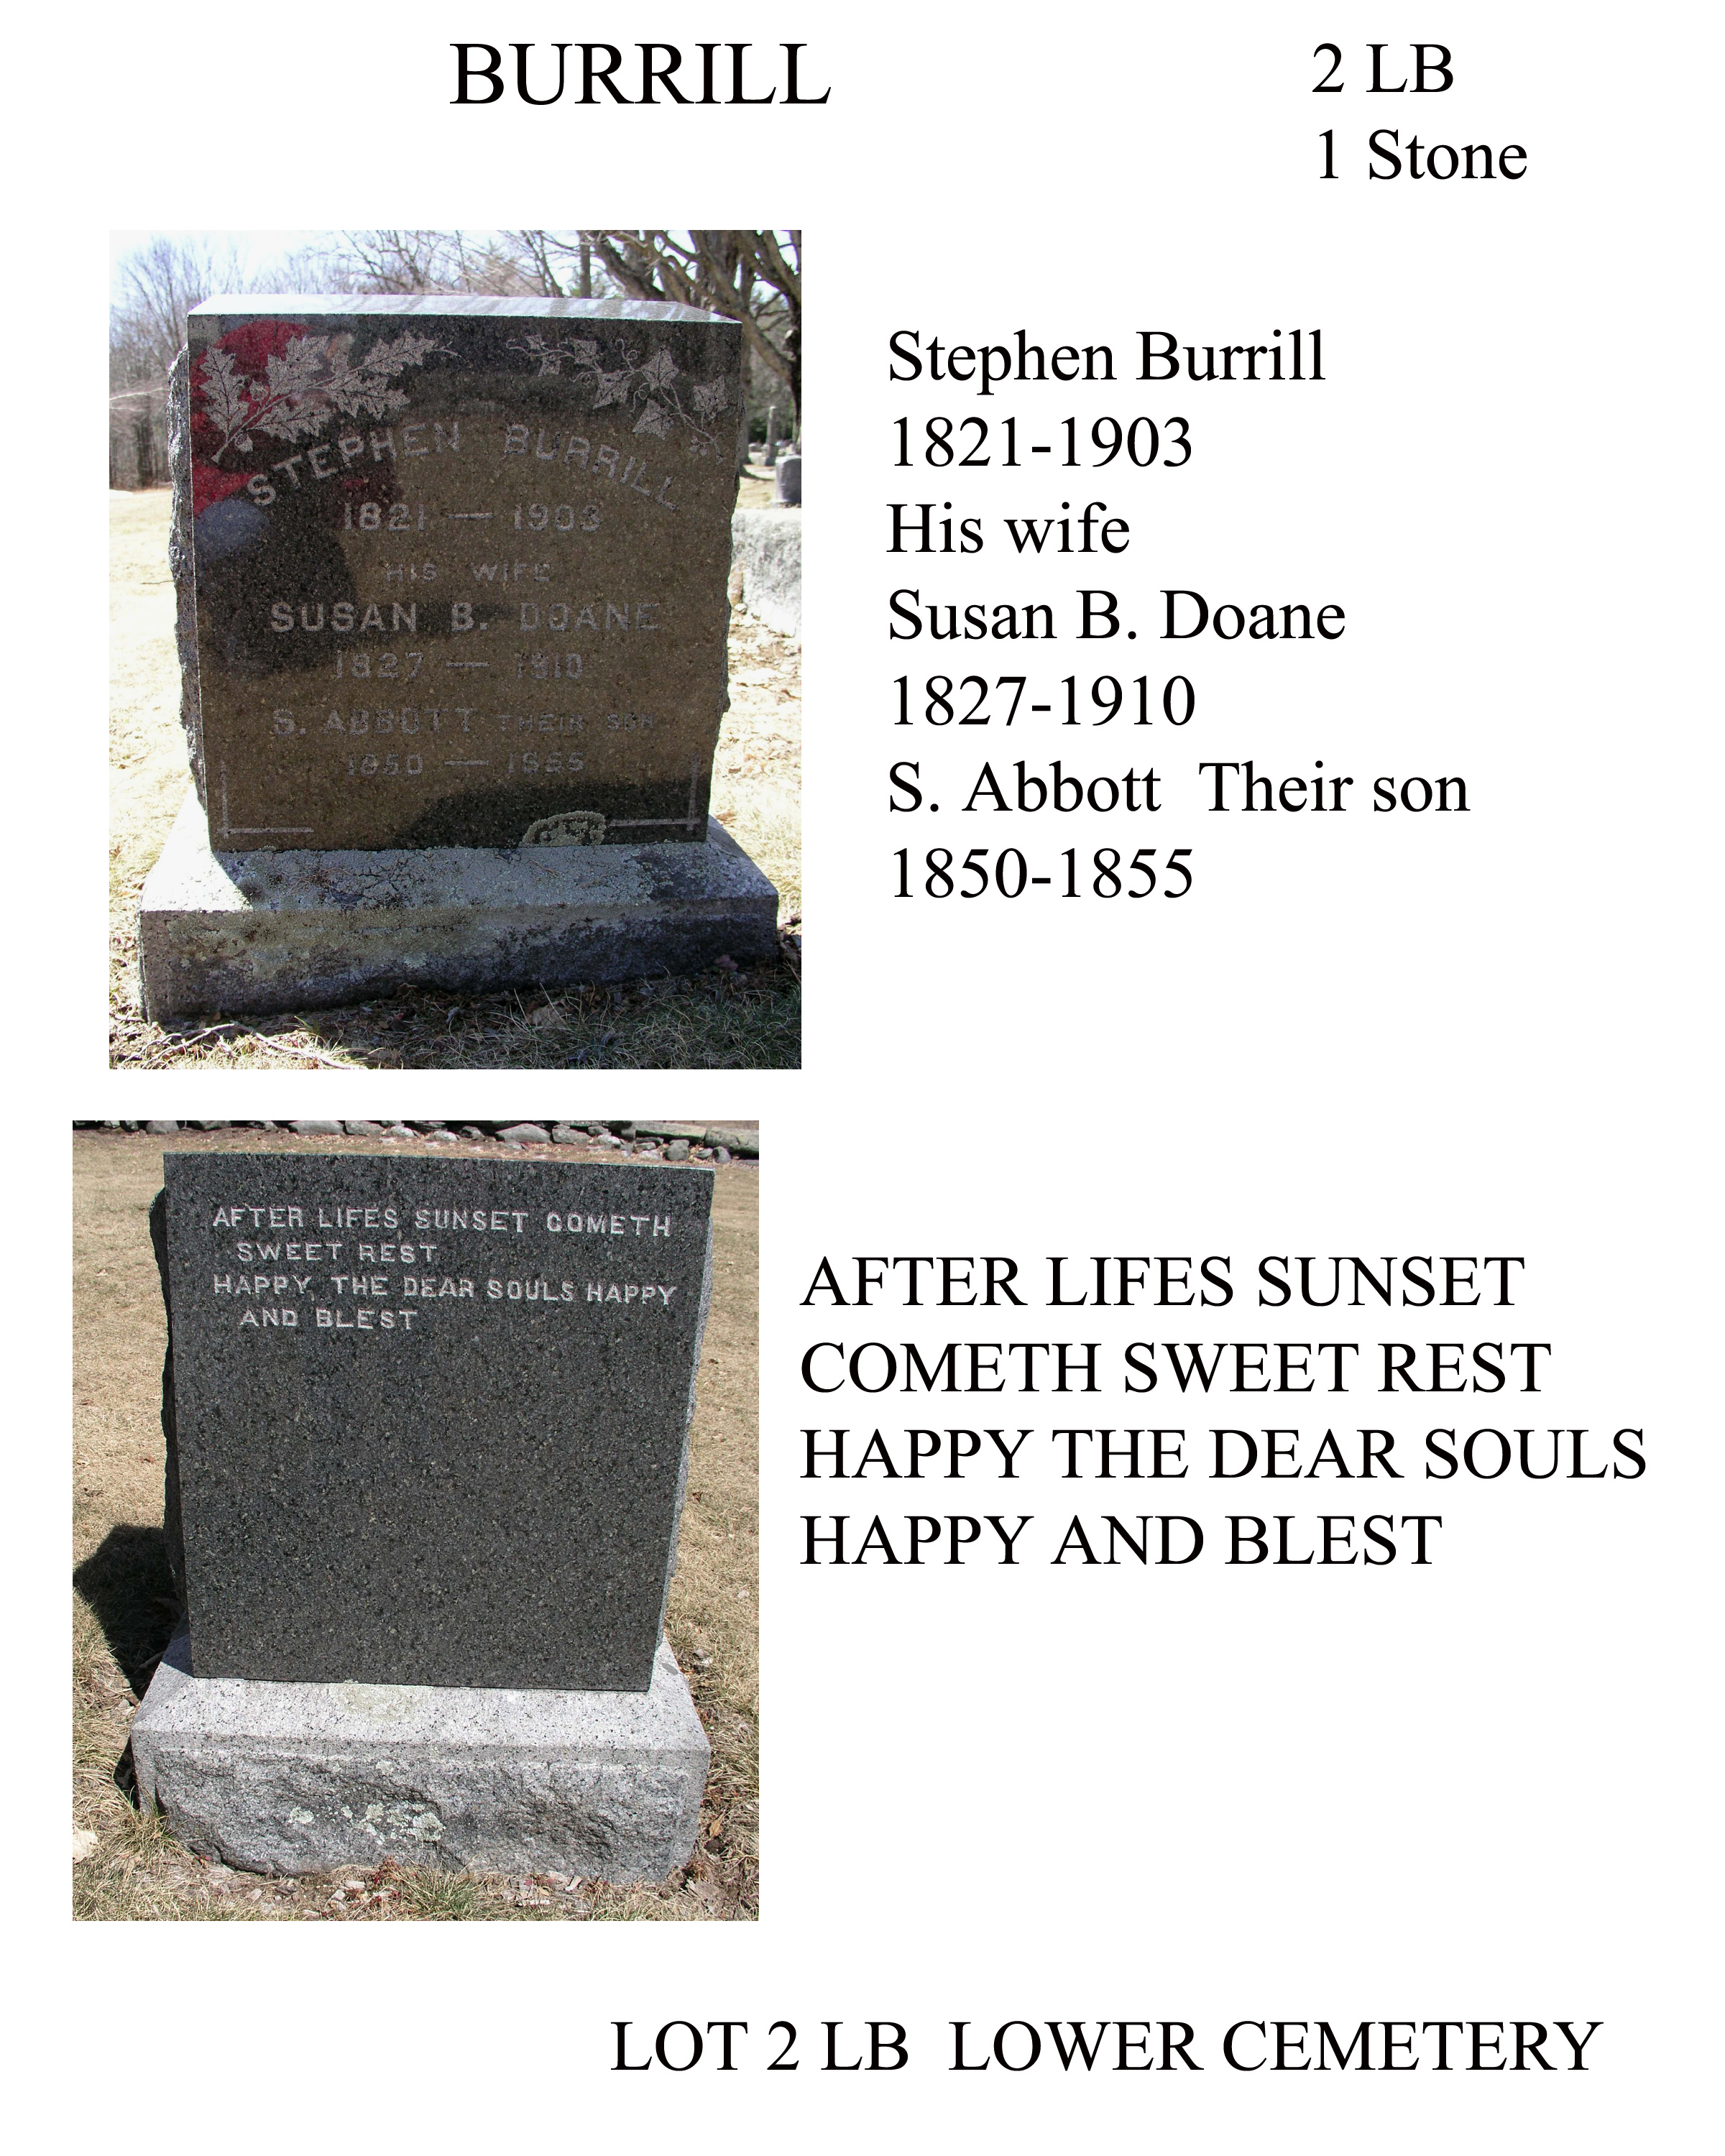 BURRILL
2 LB
1 Stone
STEPHEN BURRILL
1821 — 1903
HIS WIFE
SUSAN B. DOANE
1827 — 1910
S. ABBOTT THEIR SON
1850 — 1855
Stephen Burrill
1821-1903
His wife
Susan B. Doane
1827-1910
S. Abbott Their son
1850-1855
AFTER LIFES SUNSET COMETH
SWEET REST
HAPPY, THE DEAR SOULS HAPPY
AND BLEST
AFTER LIFES SUNSET
COMETH SWEET REST
HAPPY THE DEAR SOULS
HAPPY AND BLEST
LOT 2 LB LOWER CEMETERY